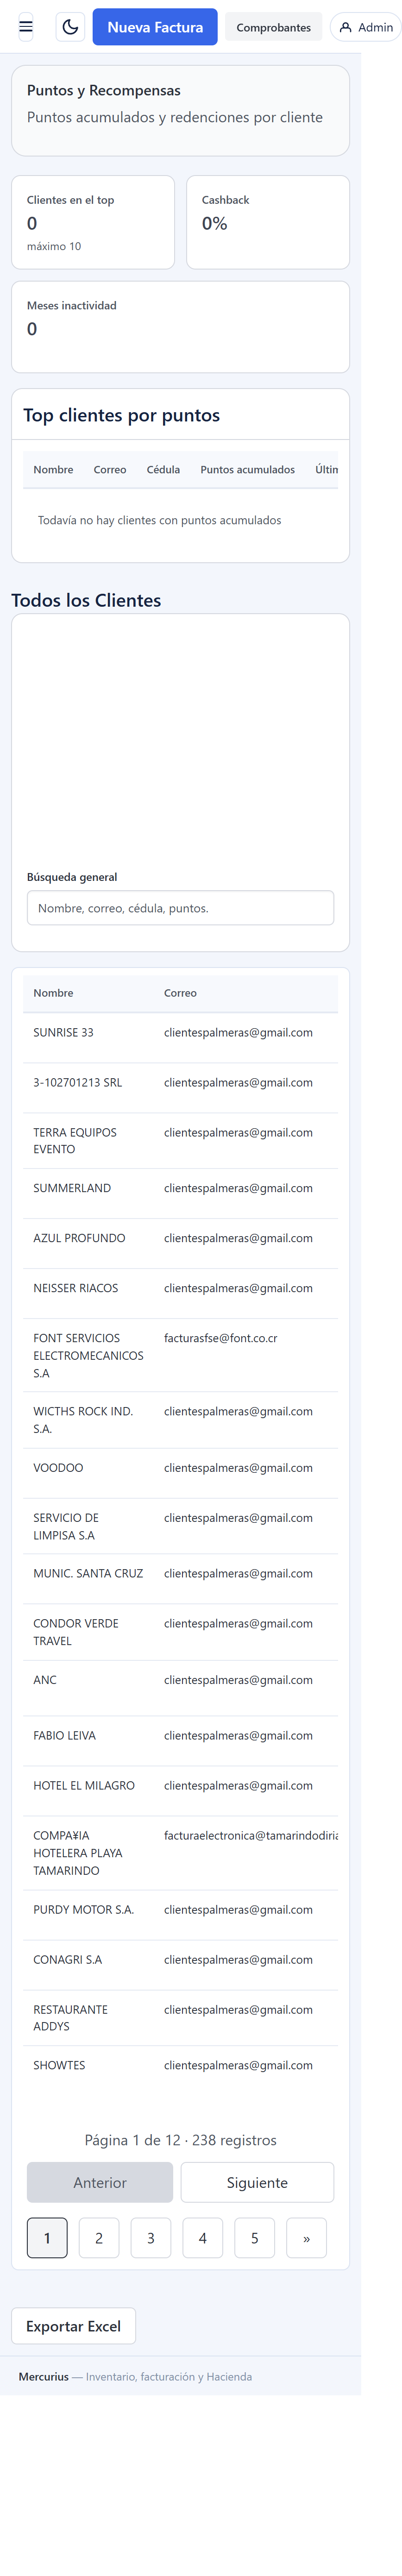 Nueva Factura
Comprobantes
Admin
Puntos y Recompensas
Puntos acumulados y redenciones por cliente
Clientes en el top
0
máximo 10
Cashback
0%
Meses inactividad
0
Top clientes por puntos
Nombre Correo Cédula Puntos acumulados
Todavía no hay clientes con puntos acumulados
Todos los Clientes
Búsqueda general
Nombre, correo, cédula, puntos.
Nombre Correo
SUNRISE 33 clientespalmeras@gmail.com
3-102701213 SRL clientespalmeras@gmail.com
TERRA EQUIPOS clientespalmeras@gmail.com
EVENTO
SUMMERLAND clientespalmeras@gmail.com
AZUL PROFUNDO clientespalmeras@gmail.com
NEISSER RIACOS clientespalmeras@gmail.com
FONT SERVICIOS facturasfse@font.co.cr
ELECTROMECANICOS
S.A
WICTHS ROCK IND. clientespalmeras@gmail.com
S.A.
VOODOO clientespalmeras@gmail.com
SERVICIO DE clientespalmeras@gmail.com
LIMPISA S.A
MUNIC. SANTA CRUZ clientespalmeras@gmail.com
CONDOR VERDE clientespalmeras@gmail.com
TRAVEL
ANC clientespalmeras@gmail.com
FABIO LEIVA clientespalmeras@gmail.com
HOTEL EL MILAGRO clientespalmeras@gmail.com
COMPA¥IA facturaelectronica@tamarindodiria
HOTELERA PLAYA
TAMARINDO
PURDY MOTOR S.A. clientespalmeras@gmail.com
CONAGRI S.A clientespalmeras@gmail.com
RESTAURANTE clientespalmeras@gmail.com
ADDYS
SHOWTES clientespalmeras@gmail.com
Página 1 de 12 · 238 registros
Anterior Siguiente
1 2 3 4 5 »
Exportar Excel
Mercurius — Inventario, facturación y Hacienda